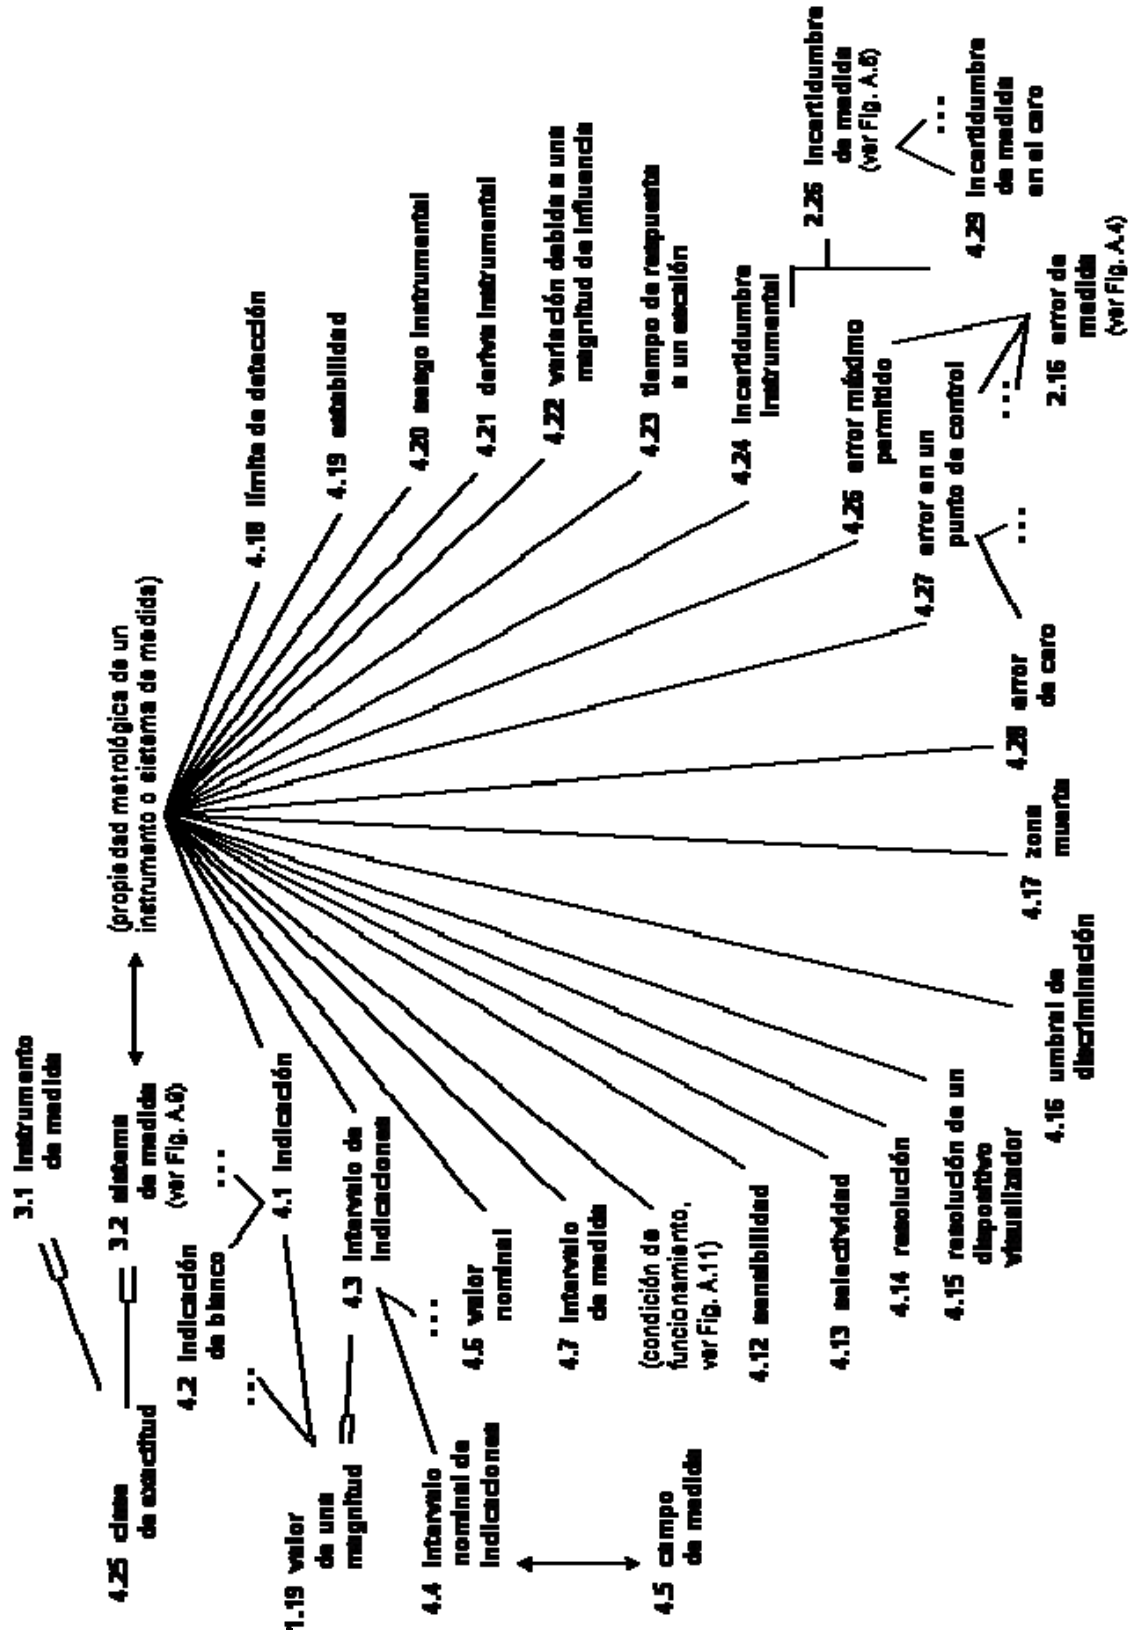 3.1 instrumento
de medida
4.25 clase
de exactitud
3.2 sistema
de medida
(ver Fig. A.9)
(propiedad metrológica de un
instrumento o sistema de medida)
4.2 indicación
de blanco
...
4.1 indicación
...
1.19 valor
de una
magnitud
4.3 intervalo de
indicaciones
...
4.4 intervalo
nominal de
indicaciones
4.5 campo
de medida
4.6 valor
nominal
4.7 intervalo
de medida
(condición de
funcionamiento,
ver Fig. A.11)
4.12 sensibilidad
4.13 selectividad
4.14 resolución
4.15 resolución de un
dispositivo
visualizador
4.16 umbral de
discriminación
4.17 zona
muerta
4.28 error
de cero
...
4.27 error en un
punto de control
4.26 error máximo
permitido
...
2.16 error de
medida
(ver Fig. A.4)
4.24 incertidumbre
instrumental
2.26 incertidumbre
de medida
(ver Fig. A.5)
...
4.29 incertidumbre
de medida
en el cero
4.23 tiempo de respuesta
a un escalón
4.22 variación debida a una
magnitud de influencia
4.21 deriva instrumental
4.20 sesgo instrumental
4.19 estabilidad
4.18 límite de detección